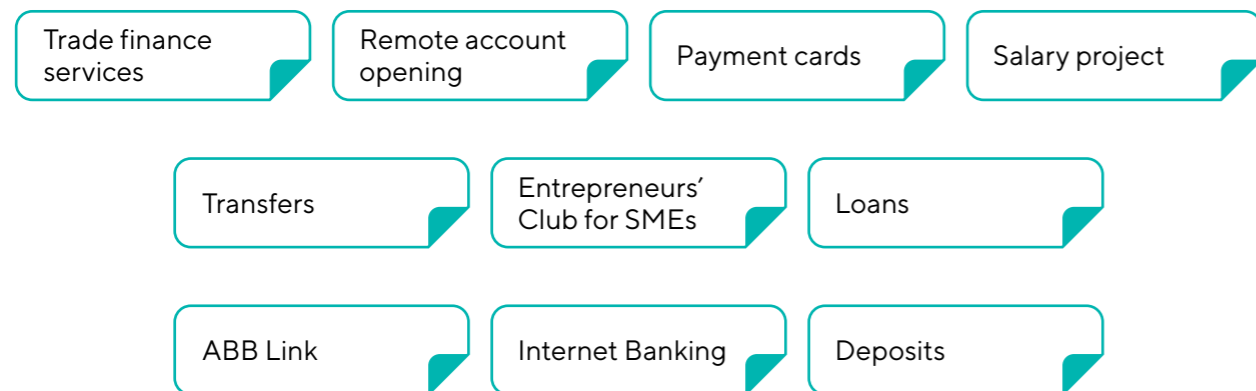 Trade finance
services
Remote account
opening
Payment cards
Salary project
Transfers
Entrepreneurs’
Club for SMEs
Loans
ABB Link
Internet Banking
Deposits